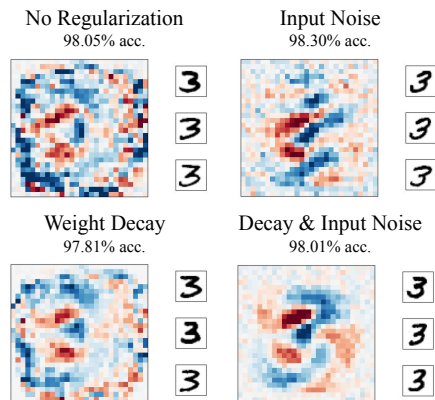 No Regularization
98.05% acc.
3
3
3
Input Noise
98.30% acc.
3
3
3
Weight Decay
97.81% acc.
3
3
3
Decay & Input Noise
98.01% acc.
3
3
3